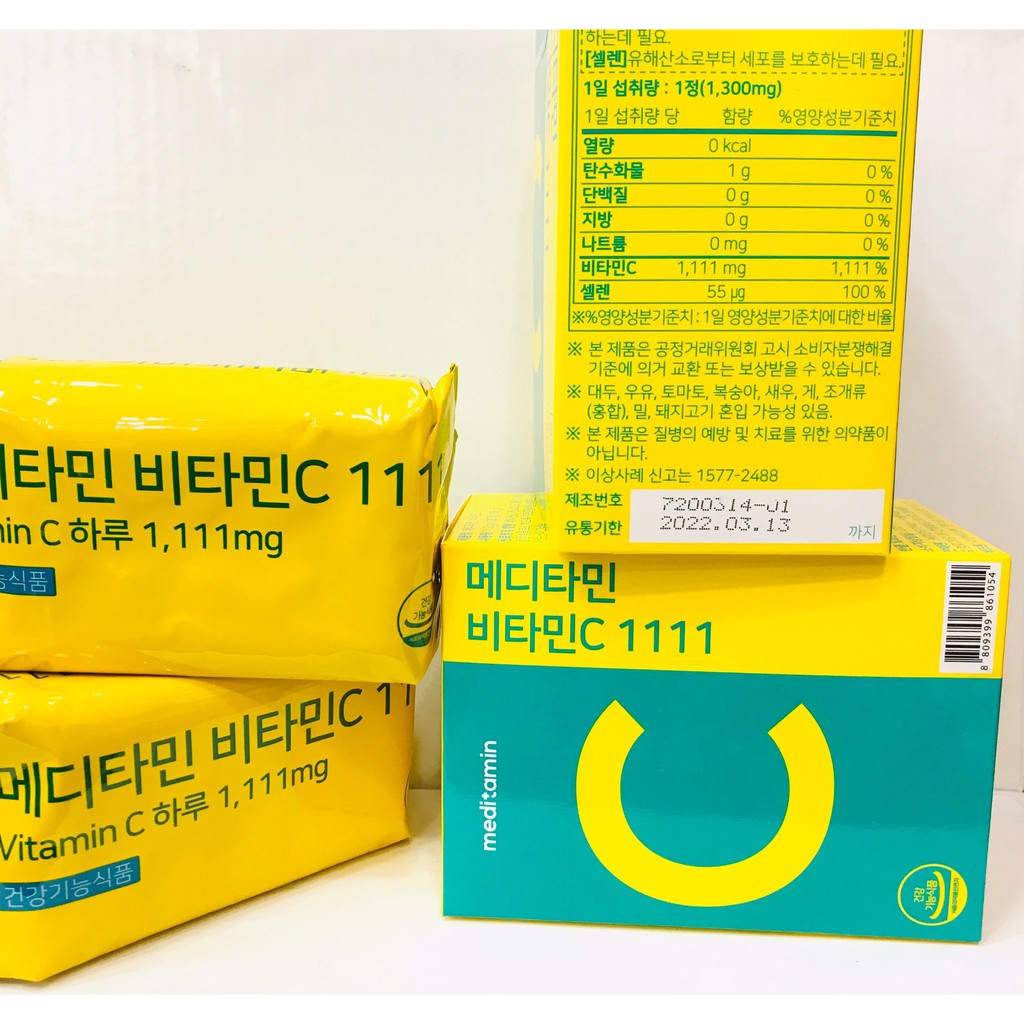 하는데 필요.
[셀렌]유해산소로부터 세포를 보호하는데 필요.
1일 섭취량 : 1정(1,300mg)
1일 섭취량 당 함량 %영양성분기준치
열량 0 kcal
탄수화물 1 g 0 %
단백질 0 g 0 %
지방 0 g 0 %
나트륨 0 mg 0 %
비타민C 1,111 mg 1,111 %
셀렌 55 μg 100 %
※%영양성분기준치 : 1일 영양성분기준치에 대한 비율
※ 본 제품은 공정거래위원회 고시 소비자분쟁해결
기준에 의거 교환 또는 보상받을 수 있습니다.
※ 대두, 우유, 토마토, 복숭아, 새우, 게, 조개류
(홍합), 밀, 돼지고기 혼입 가능성 있음.
※ 본 제품은 질병의 예방 및 치료를 위한 의약품이
아닙니다.
※ 이상사례 신고는 1577-2488
제조번호 7200314-01
유통기한 2022.03.13 까지
타민 비타민C 111
in C 하루 1,111mg
능식품
건강
기능식품
메디타민 비타민C 11
Vitamin C 하루 1,111mg
건강기능식품
메디타민
비타민C 1111
8 809399 861054
meditamin
건강
기능식품